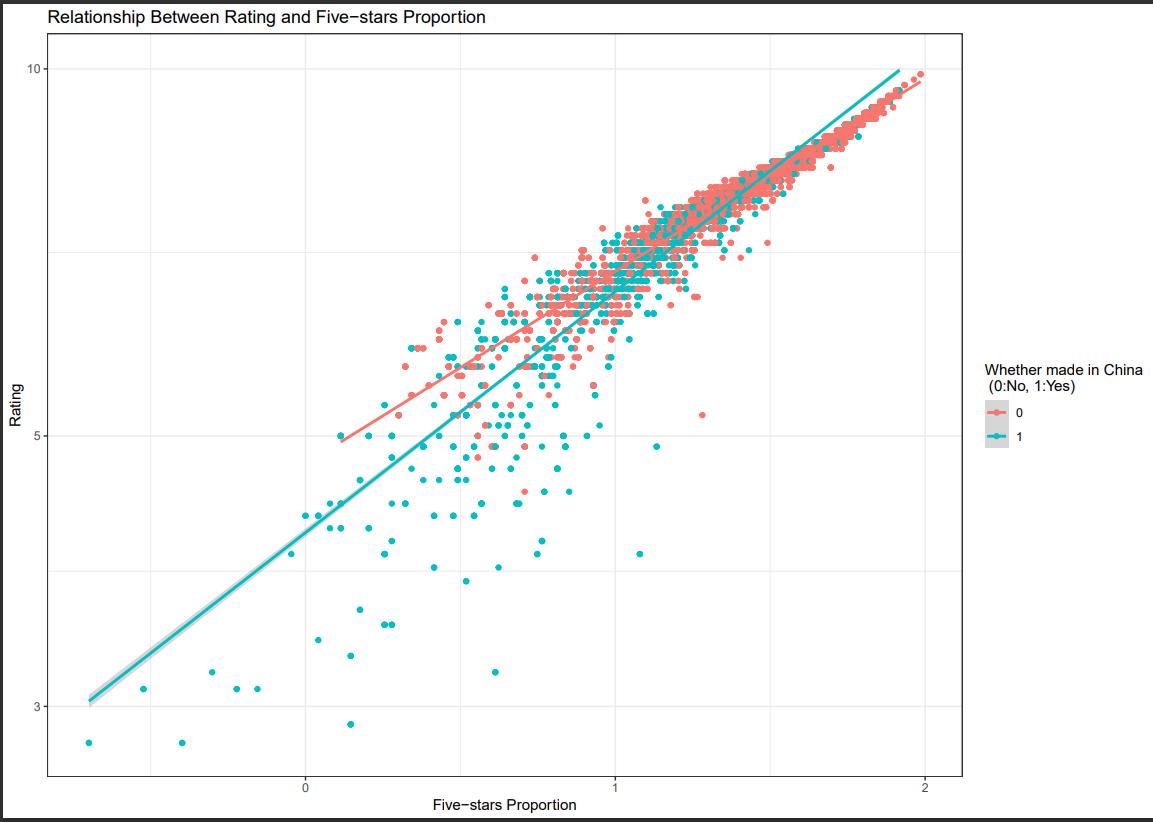 Relationship Between Rating and Five−stars Proportion
10
5
3
Rating
0
1
2
Five−stars Proportion
Whether made in China
(0:No, 1:Yes)
0
1